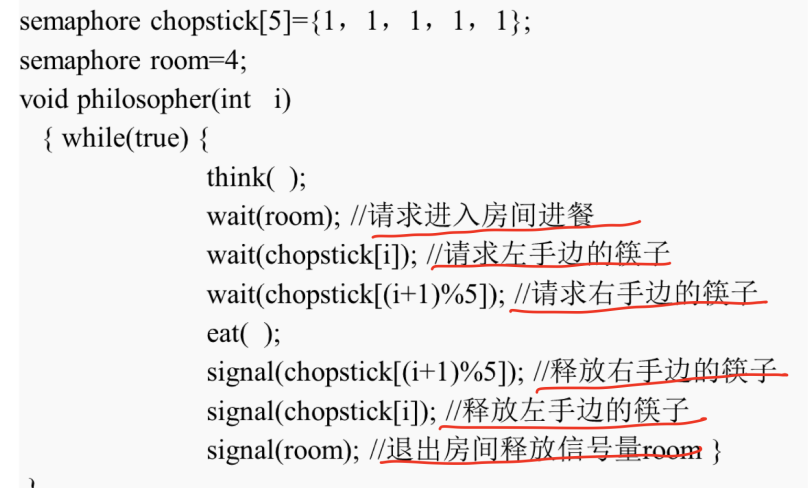 semaphore chopstick[5]={1，1，1，1，1};
semaphore room=4;
void philosopher(int i)
{ while(true) {
think( );
wait(room); //请求进入房间进餐
wait(chopstick[i]); //请求左手边的筷子
wait(chopstick[(i+1)%5]); //请求右手边的筷子
eat( );
signal(chopstick[(i+1)%5]); //释放右手边的筷子
signal(chopstick[i]); //释放左手边的筷子
signal(room); //退出房间释放信号量room }
}